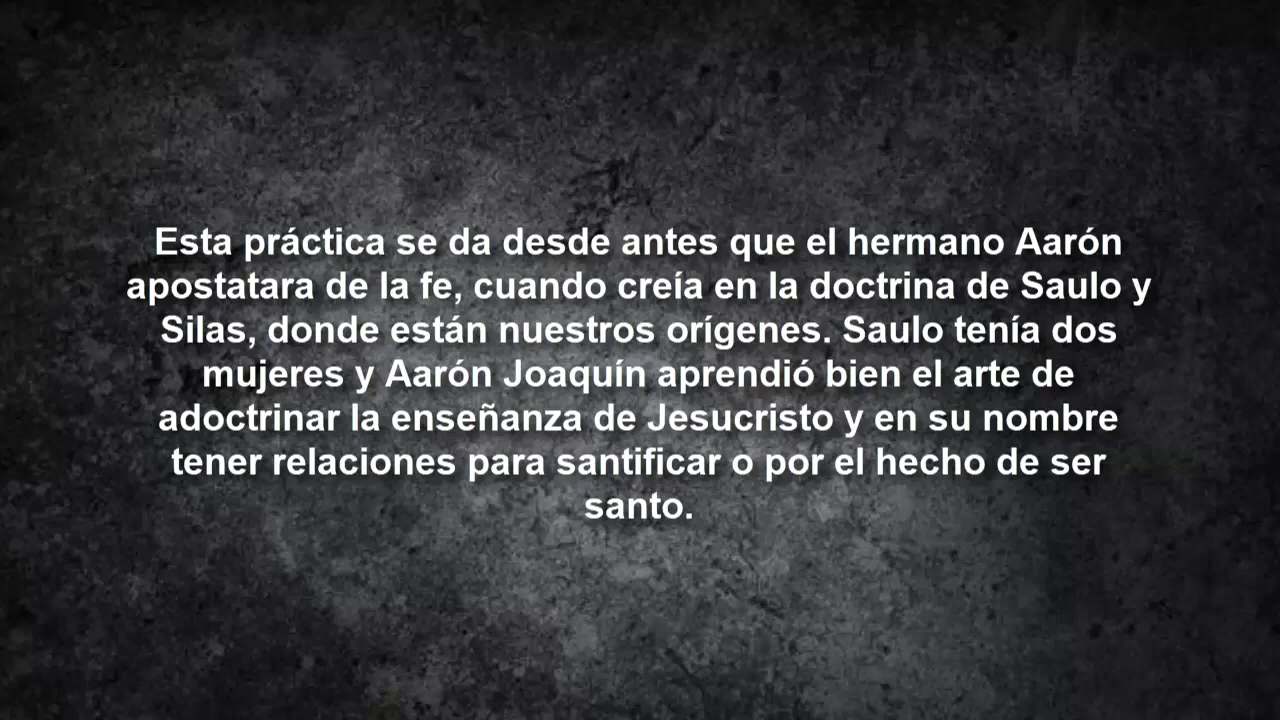 Esta práctica se da desde antes que el hermano Aarón
apostatara de la fe, cuando creía en la doctrina de Saulo y
Silas, donde están nuestros orígenes. Saulo tenía dos
mujeres y Aarón Joaquín aprendió bien el arte de
adoctrinar la enseñanza de Jesucristo y en su nombre
tener relaciones para santificar o por el hecho de ser
santo.